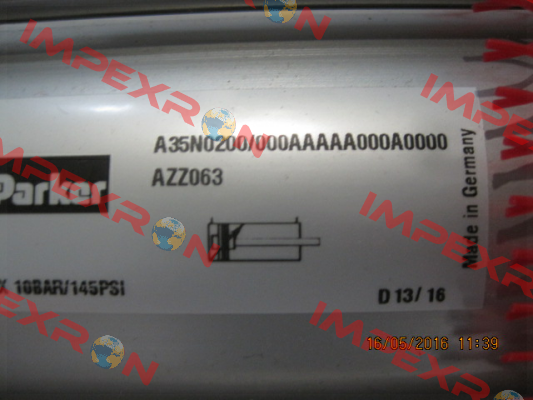 A35N0200/000AAAAA000A0000
AZZ063
Parker
Made in Germany
X 10BAR/145PSI
D 13/ 16
16/05/2016 11:39
IMPEXRON
IMPEXRON
IMPEXRON
IMPEXRON
IMPEXRON